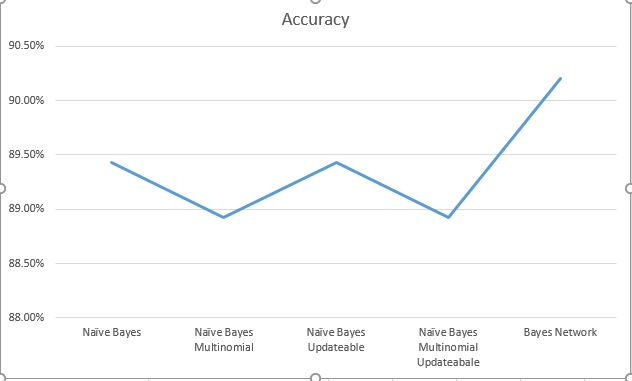 Accuracy
90.50%
90.00%
89.50%
89.00%
88.50%
88.00%
Naïve Bayes
Naïve Bayes
Multinomial
Naïve Bayes
Updateable
Naïve Bayes
Multinomial
Updateabale
Bayes Network